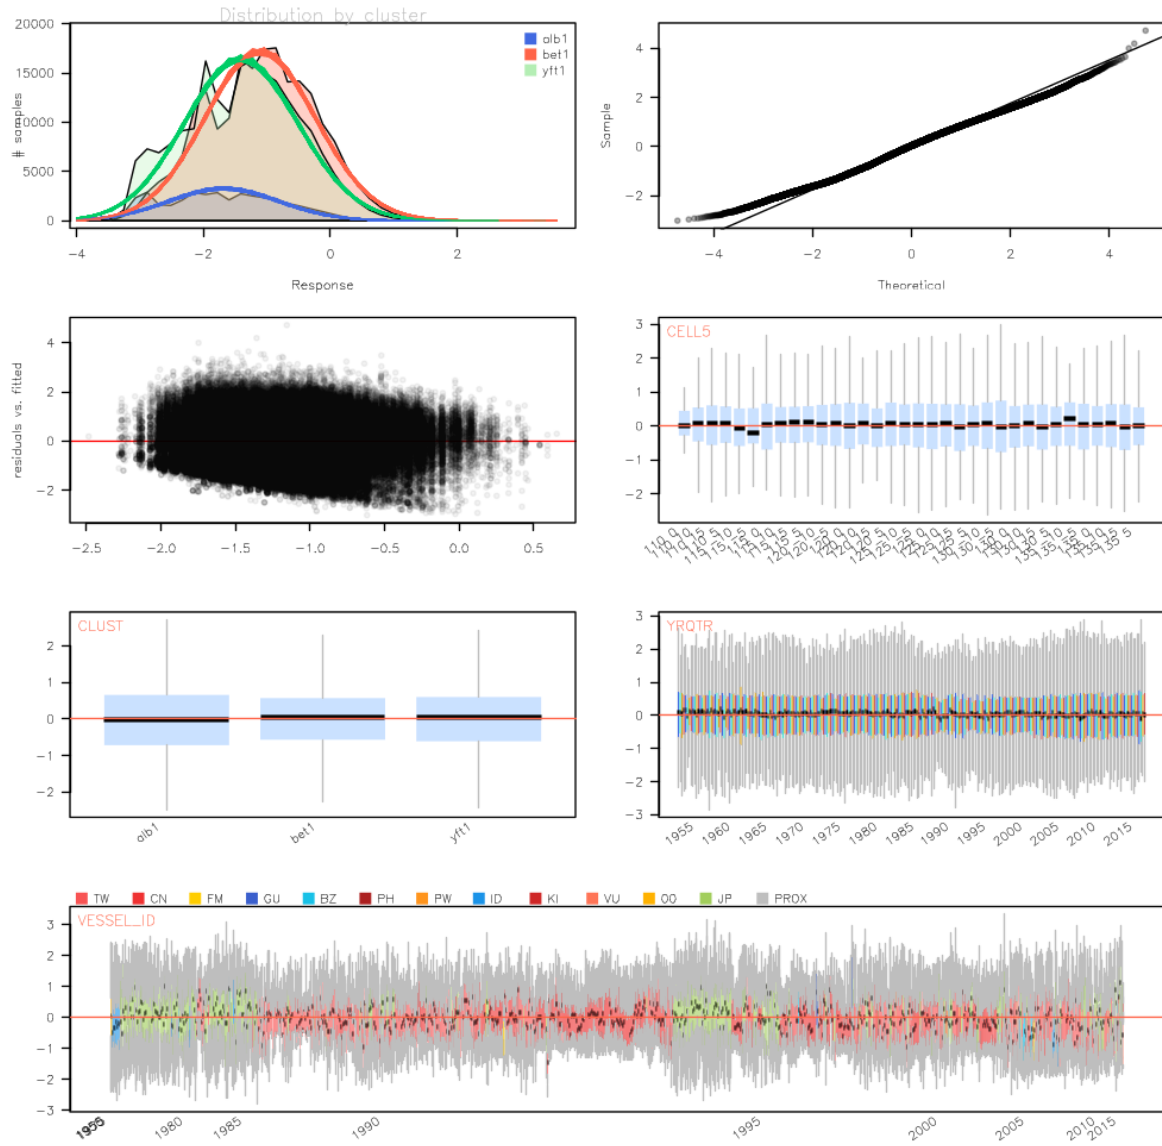 Distribution by cluster
20000
15000
10000
5000
0
# samples
alb1
bet1
yft1
−4 −2 0 2
Response
4
2
0
−2
Sample
−4 −2 0 2 4
Theoretical
4
2
0
−2
residuals vs. fitted
−2.5 −2.0 −1.5 −1.0 −0.5 0.0 0.5
CELL5
3
2
1
0
−1
−2
135 5
CLUST
2
1
0
−1
−2
alb1 bet1 yft1
YRQTR
3
2
1
0
−1
−2
−3
1955 1960 1965 1970 1975 1980 1985 1990 1995 2000 2005 2010 2015
TW CN FM GU BZ PH PW ID KI VU OO JP PROX
VESSEL_ID
3
2
1
0
−1
−2
−3
1980 1985 1990 1995 2000 2005 2010 2015